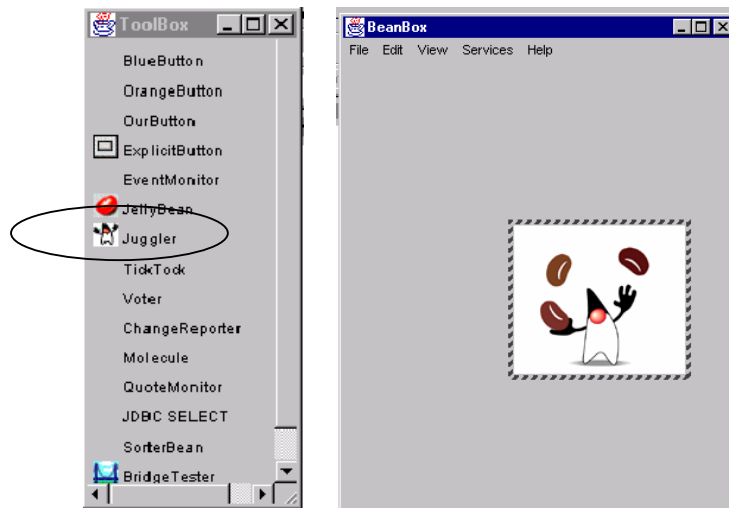 ToolBox
BlueButton
OrangeButton
OurButton
ExplicitButton
EventMonitor
JellyBean
Juggler
TickTock
Voter
ChangeReporter
Molecule
QuoteMonitor
JDBC SELECT
SorterBean
BridgeTester
BeanBox
File Edit View Services Help